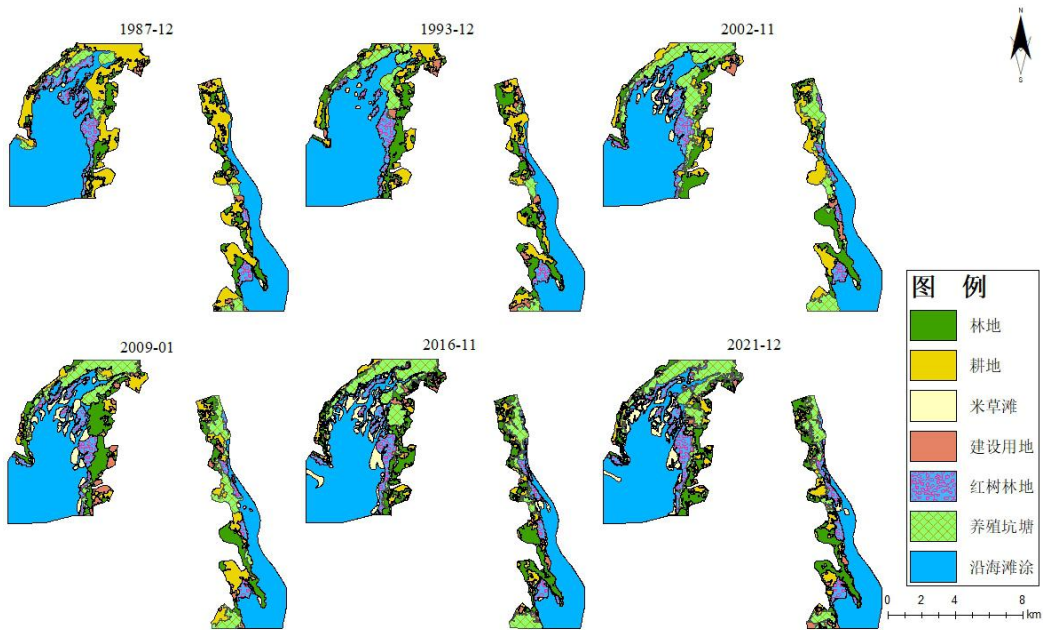 N
1987-12
1993-12
2002-11
S
2009-01
2016-11
2021-12
图 例
林地
耕地
米草滩
建设用地
红树林地
养殖坑塘
沿海滩涂
0 2 4 6 8
km